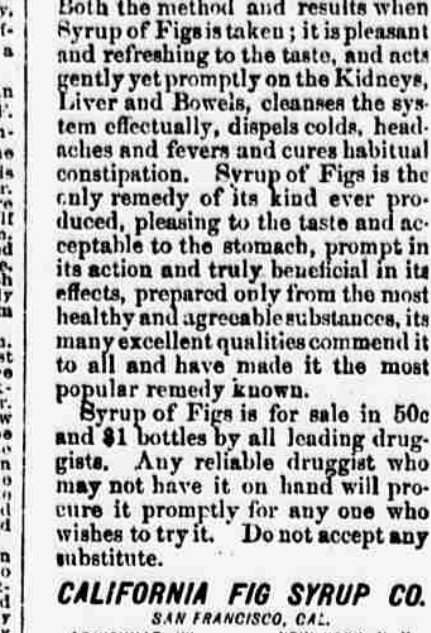 Both the method and results when
Syrup of Figs is taken; it is pleasant
and refreshing to the taste, and acts
gently yet promptly on the Kidneys,
Liver and Bowels, cleanses the sys-
tem effectually, dispels colds, head-
aches and fevers and cures habitual
constipation. Syrup of Figs is the
only remedy of its kind ever pro-
duced, pleasing to the taste and ac-
ceptable to the stomach, prompt in
its action and truly beneficial in its
effects, prepared only from the most
healthy and agreeable substances, its
many excellent qualities commend it
to all and have made it the most
popular remedy known.
Syrup of Figs is for sale in 50c
and $1 bottles by all leading drug-
gists. Any reliable druggist who
may not have it on hand will pro-
cure it promptly for any one who
wishes to try it. Do not accept any
substitute.
CALIFORNIA FIG SYRUP CO.
SAN FRANCISCO, CAL.